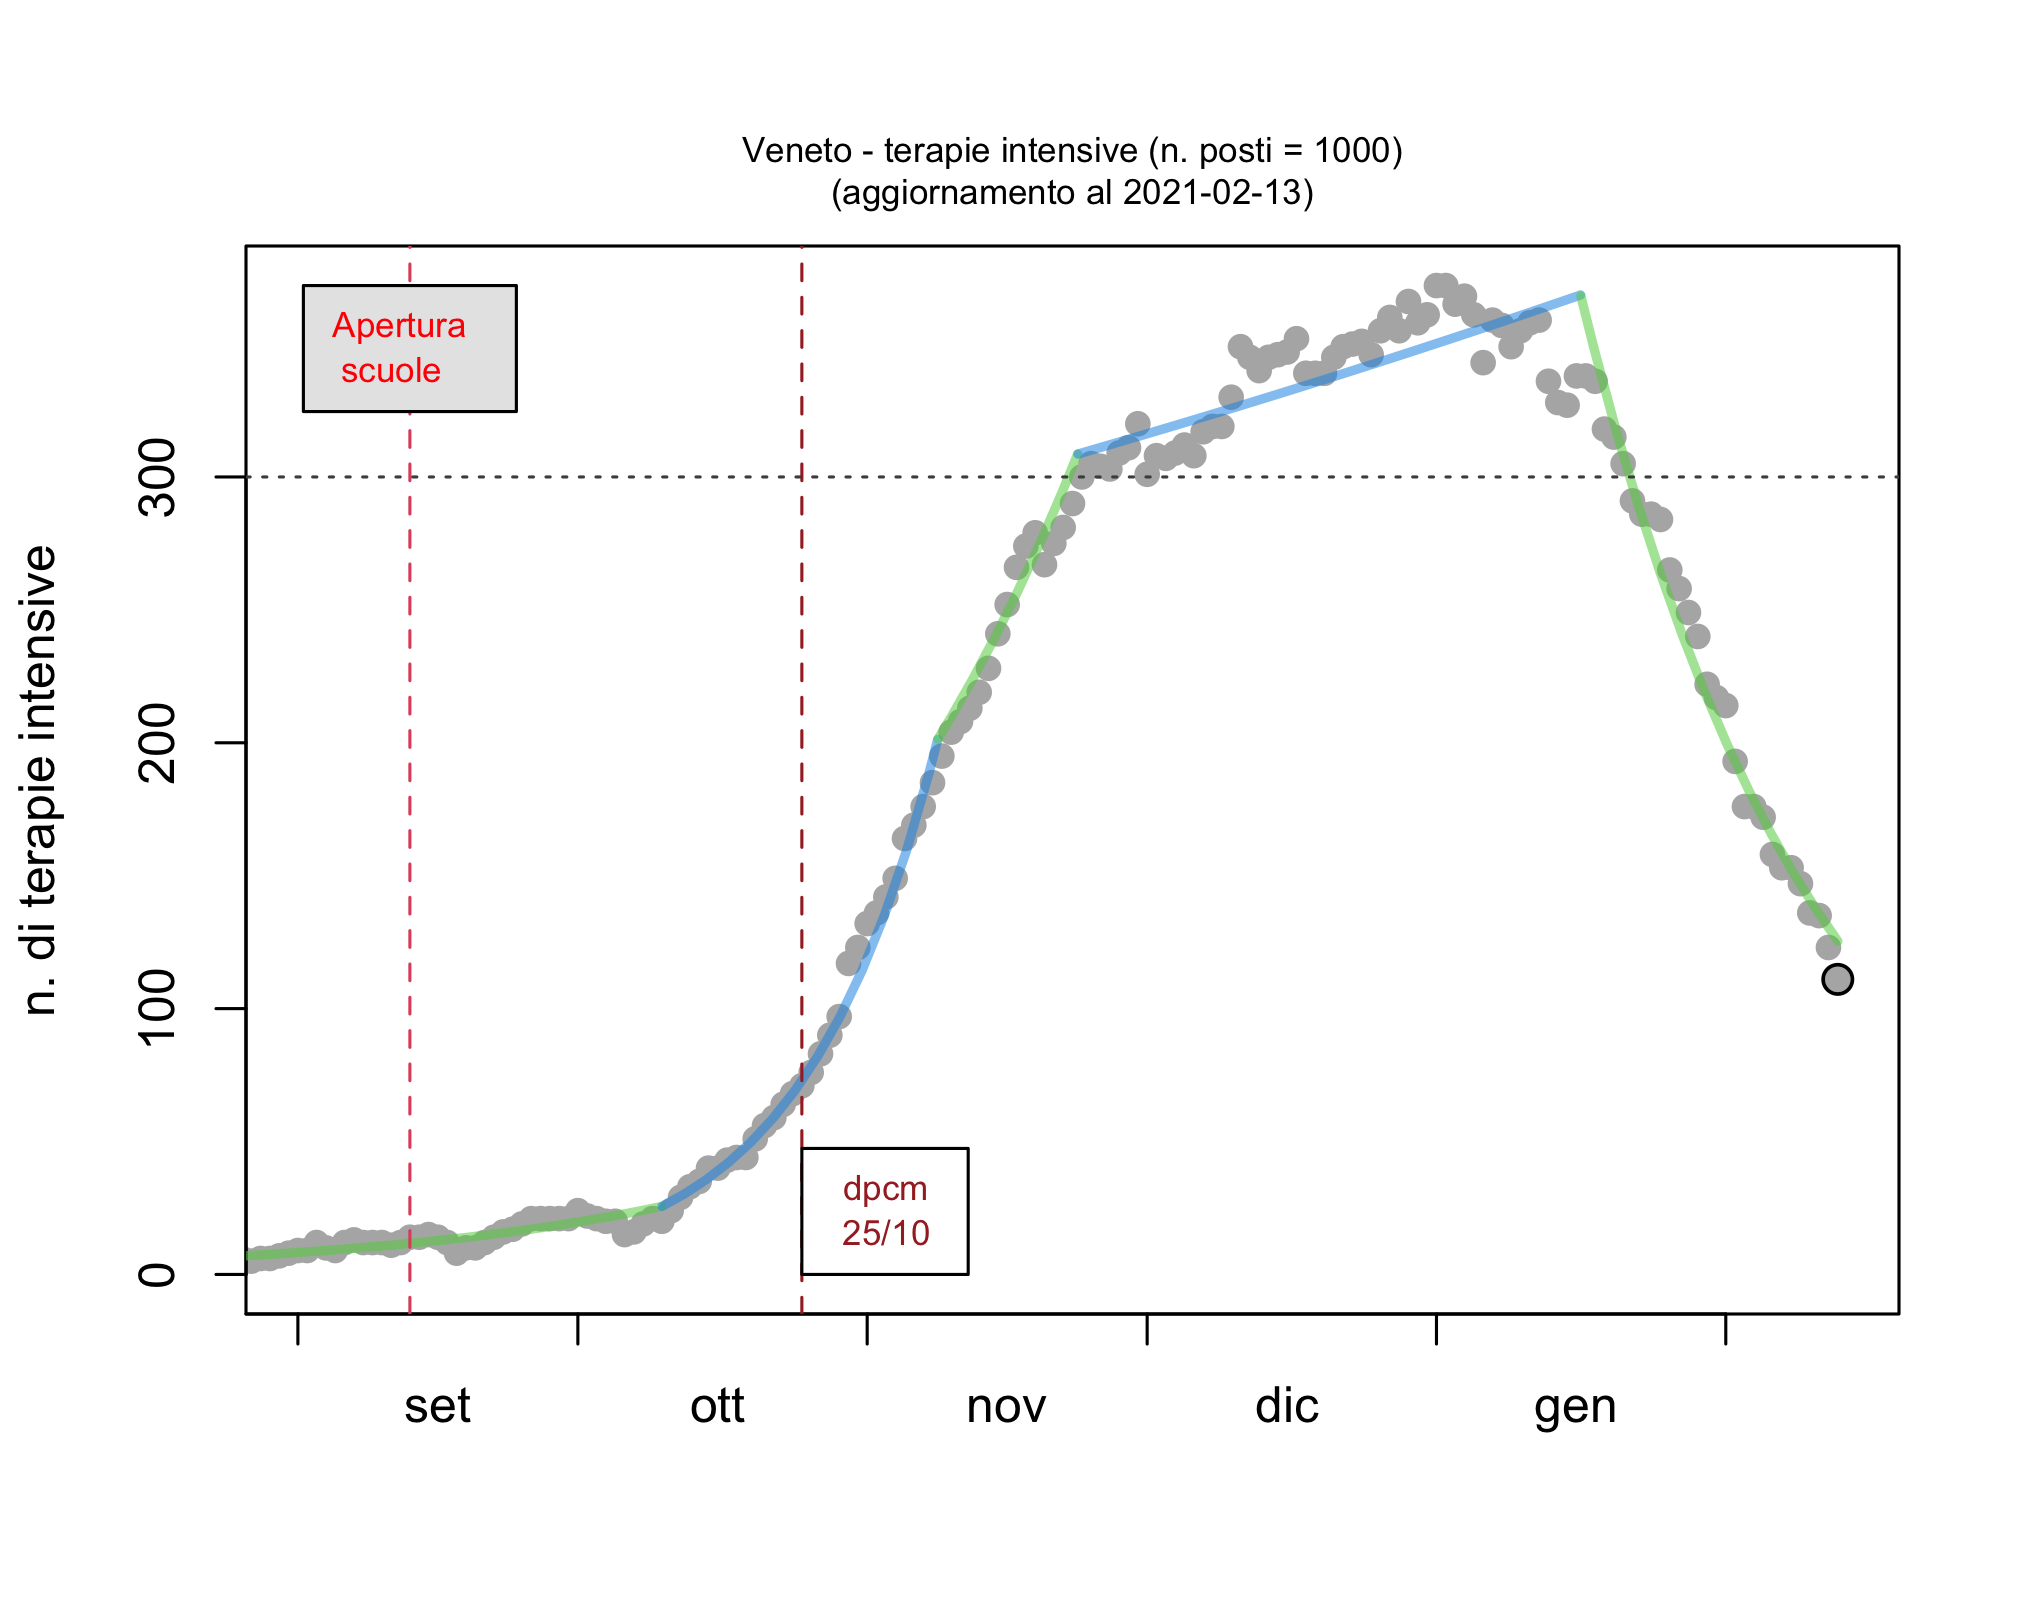 Veneto - terapie intensive (n. posti = 1000)
(aggiornamento al 2021-02-13)
Apertura
scuole
n. di terapie intensive
300
200
100
0
dpcm
25/10
set ott nov dic gen